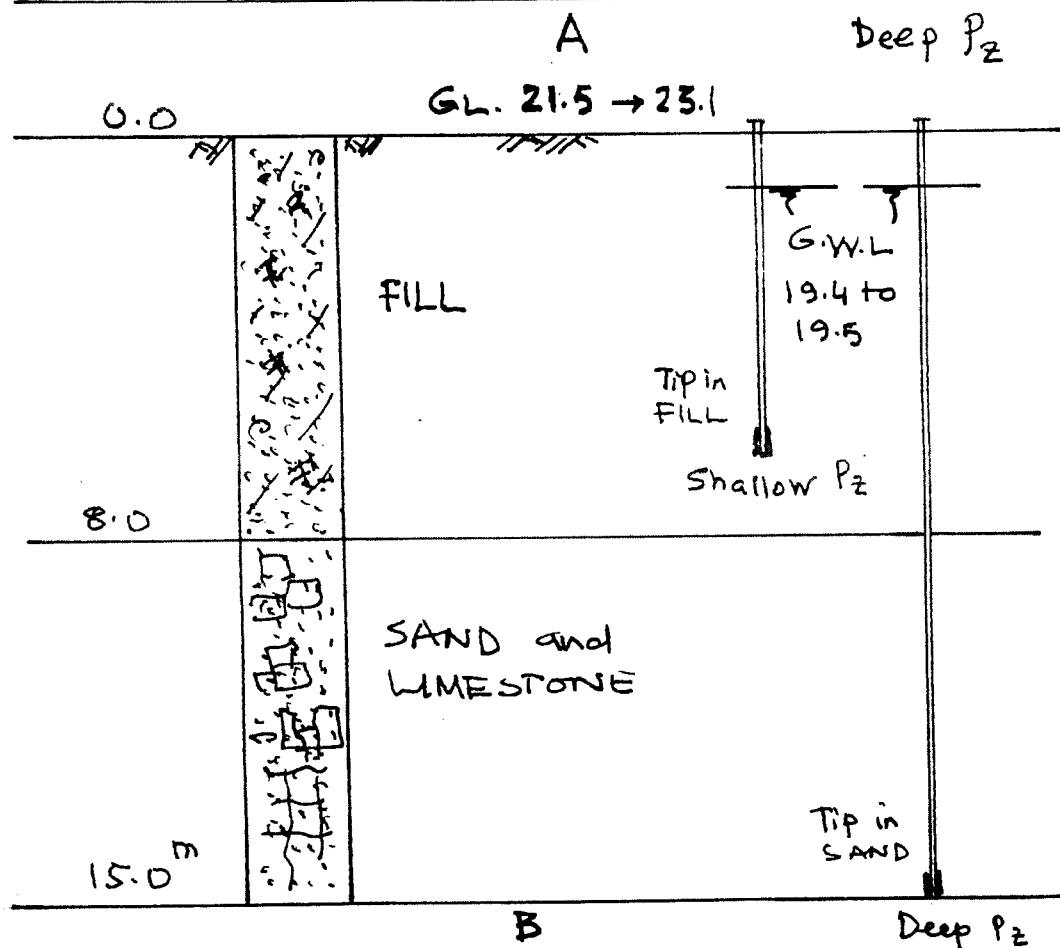 A
Deep Pz
GL. 21.5 → 23.1
0.0
G.W.L
19.4 to
19.5
FILL
Tip in
FILL
Shallow Pz
8.0
SAND and
LIMESTONE
Tip in
SAND
15.0 m
B
Deep Pz